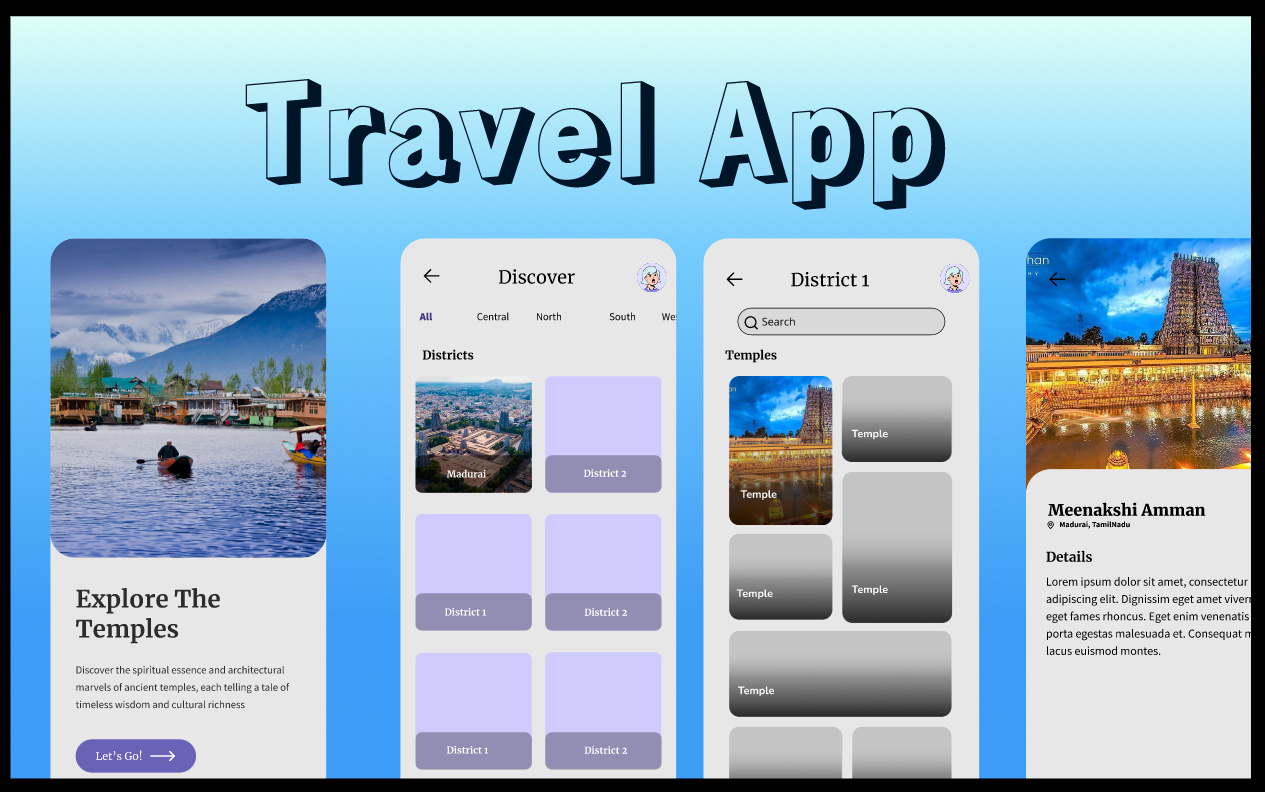 Travel App
Explore The
Temples
Discover the spiritual essence and architectural
marvels of ancient temples, each telling a tale of
timeless wisdom and cultural richness
Let's Go!
Discover
All Central North South
Districts
Madurai District 2
District 1 District 2
District 1 District 2
District 1
Search
Temples
Temple
Temple
Temple
Temple
Temple
Meenakshi Amman
Madurai, TamilNadu
Details
Lorem ipsum dolor sit amet, consectetur
adipiscing elit. Dignissim eget amet
eget fames rhoncus. Eget enim venenatis
porta egestas malesuada et. Consequat
lacus euismod montes.